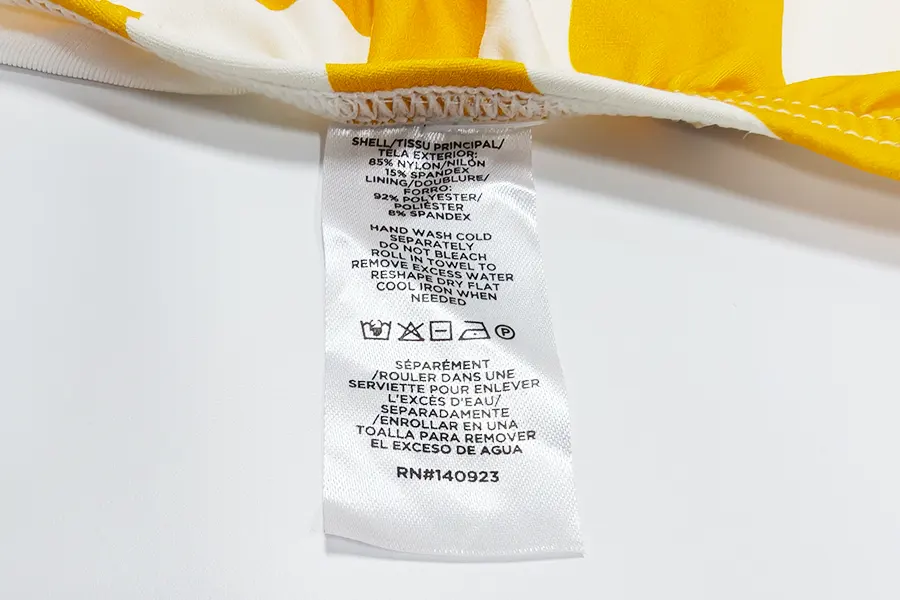 SHELL/TISSU PRINCIPAL/
TELA EXTERIOR:
85% NYLON/NILÓN
15% SPANDEX
LINING/DOUBLURE/
FORRO:
92% POLYESTER/
POLIÉSTER
8% SPANDEX
HAND WASH COLD
SEPARATELY
DO NOT BLEACH
ROLL IN TOWEL TO
REMOVE EXCESS WATER
RESHAPE DRY FLAT
COOL IRON WHEN
NEEDED
P
SÉPARÉMENT
/ROULER DANS UNE
SERVIETTE POUR ENLEVER
L'EXCÈS D'EAU/
SEPARADAMENTE
/ENROLLAR EN UNA
TOALLA PARA REMOVER
EL EXCESO DE AGUA
RN#140923